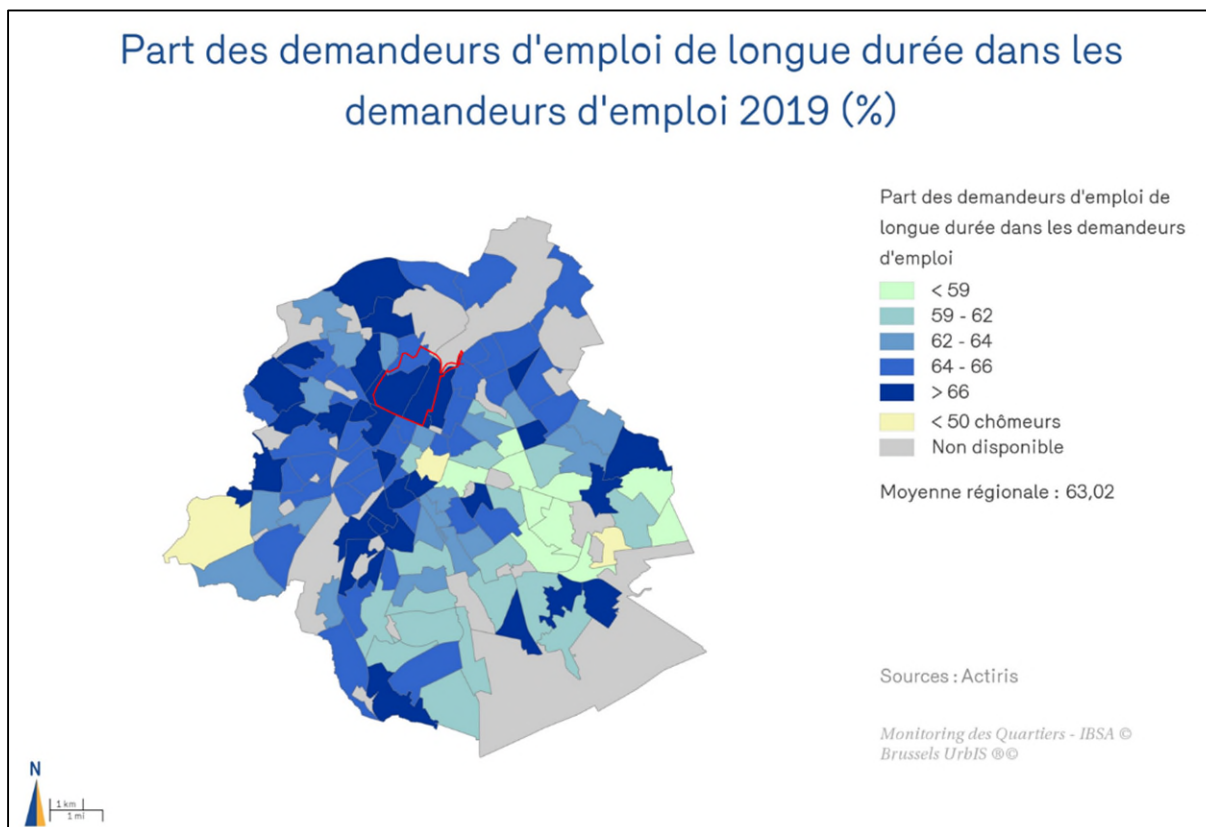 Part des demandeurs d'emploi de longue durée dans les
demandeurs d'emploi 2019 (%)
Part des demandeurs d'emploi de
longue durée dans les demandeurs
d'emploi
< 59
59 - 62
62 - 64
64 - 66
> 66
< 50 chômeurs
Non disponible
Moyenne régionale : 63,02
Sources : Actiris
Monitoring des Quartiers - IBSA ©
Brussels UrbIS ®©
N
1 km
1 mi